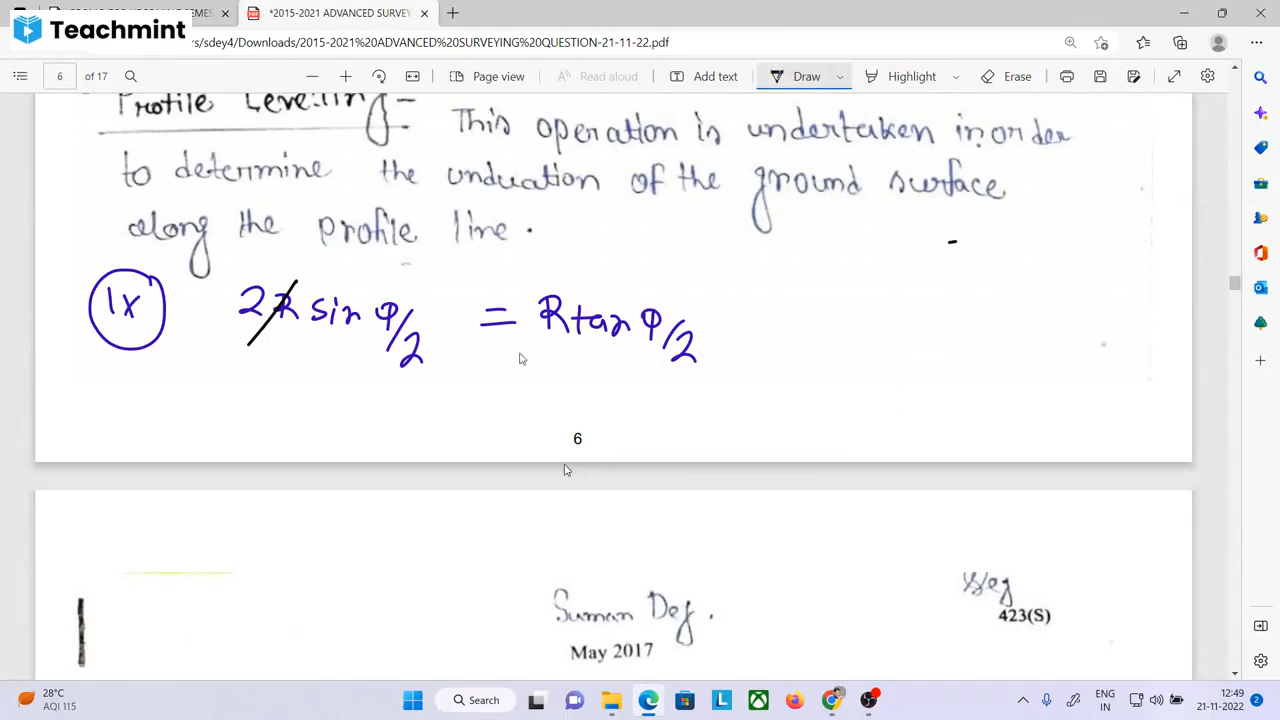 *2015-2021 ADVANCED SURVEY
Teachmint
rs/sdey4/Downloads/2015-2021%20ADVANCED%20SURVEYING%20QUESTION-21-11-22.pdf
6 of 17
Page view
Read aloud
Add text
Draw
Highlight
Erase
Profile Levelling- This operation is undertaken in order
to determine the unduation of the ground surface
along the profile line.
IX 2R sin φ/2 = R tan φ/2
6
Suman Dey.
423(S)
May 2017
28°C
AQI 115
Search
ENG
IN
12:49
21-11-2022
2